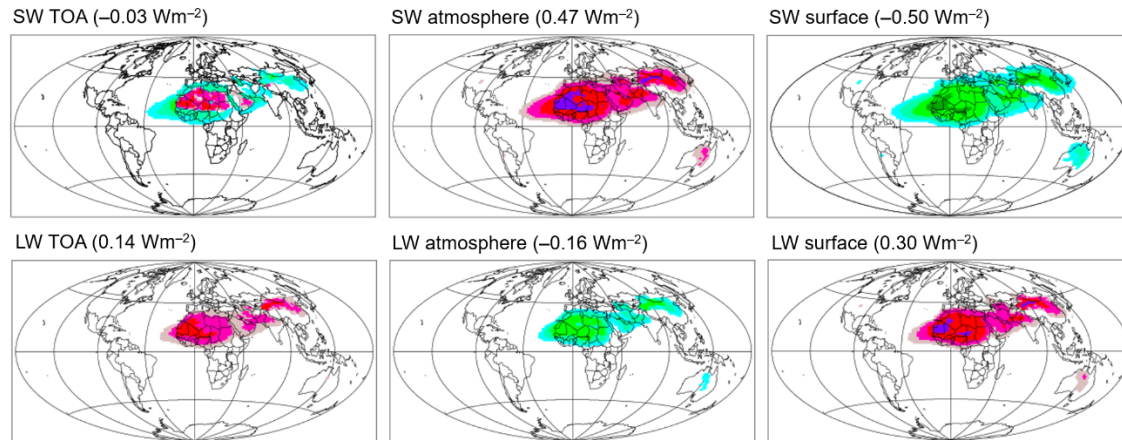 SW TOA (–0.03 Wm⁻²)
SW atmosphere (0.47 Wm⁻²)
SW surface (–0.50 Wm⁻²)
LW TOA (0.14 Wm⁻²)
LW atmosphere (–0.16 Wm⁻²)
LW surface (0.30 Wm⁻²)